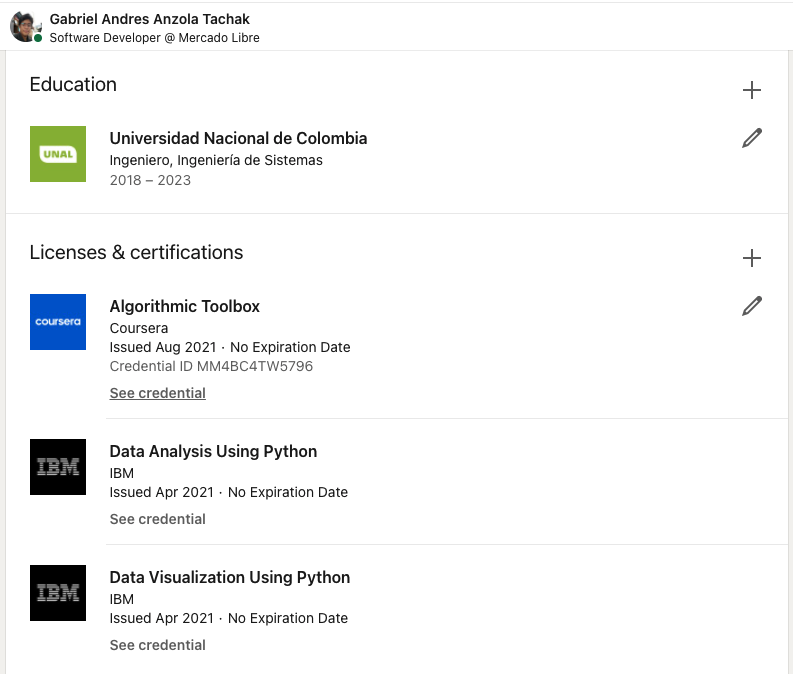 Gabriel Andres Anzola Tachak
Software Developer @ Mercado Libre
Education
UNAL
Universidad Nacional de Colombia
Ingeniero, Ingeniería de Sistemas
2018 – 2023
Licenses & certifications
coursera
Algorithmic Toolbox
Coursera
Issued Aug 2021 · No Expiration Date
Credential ID MM4BC4TW5796
See credential
IBM
Data Analysis Using Python
IBM
Issued Apr 2021 · No Expiration Date
See credential
IBM
Data Visualization Using Python
IBM
Issued Apr 2021 · No Expiration Date
See credential